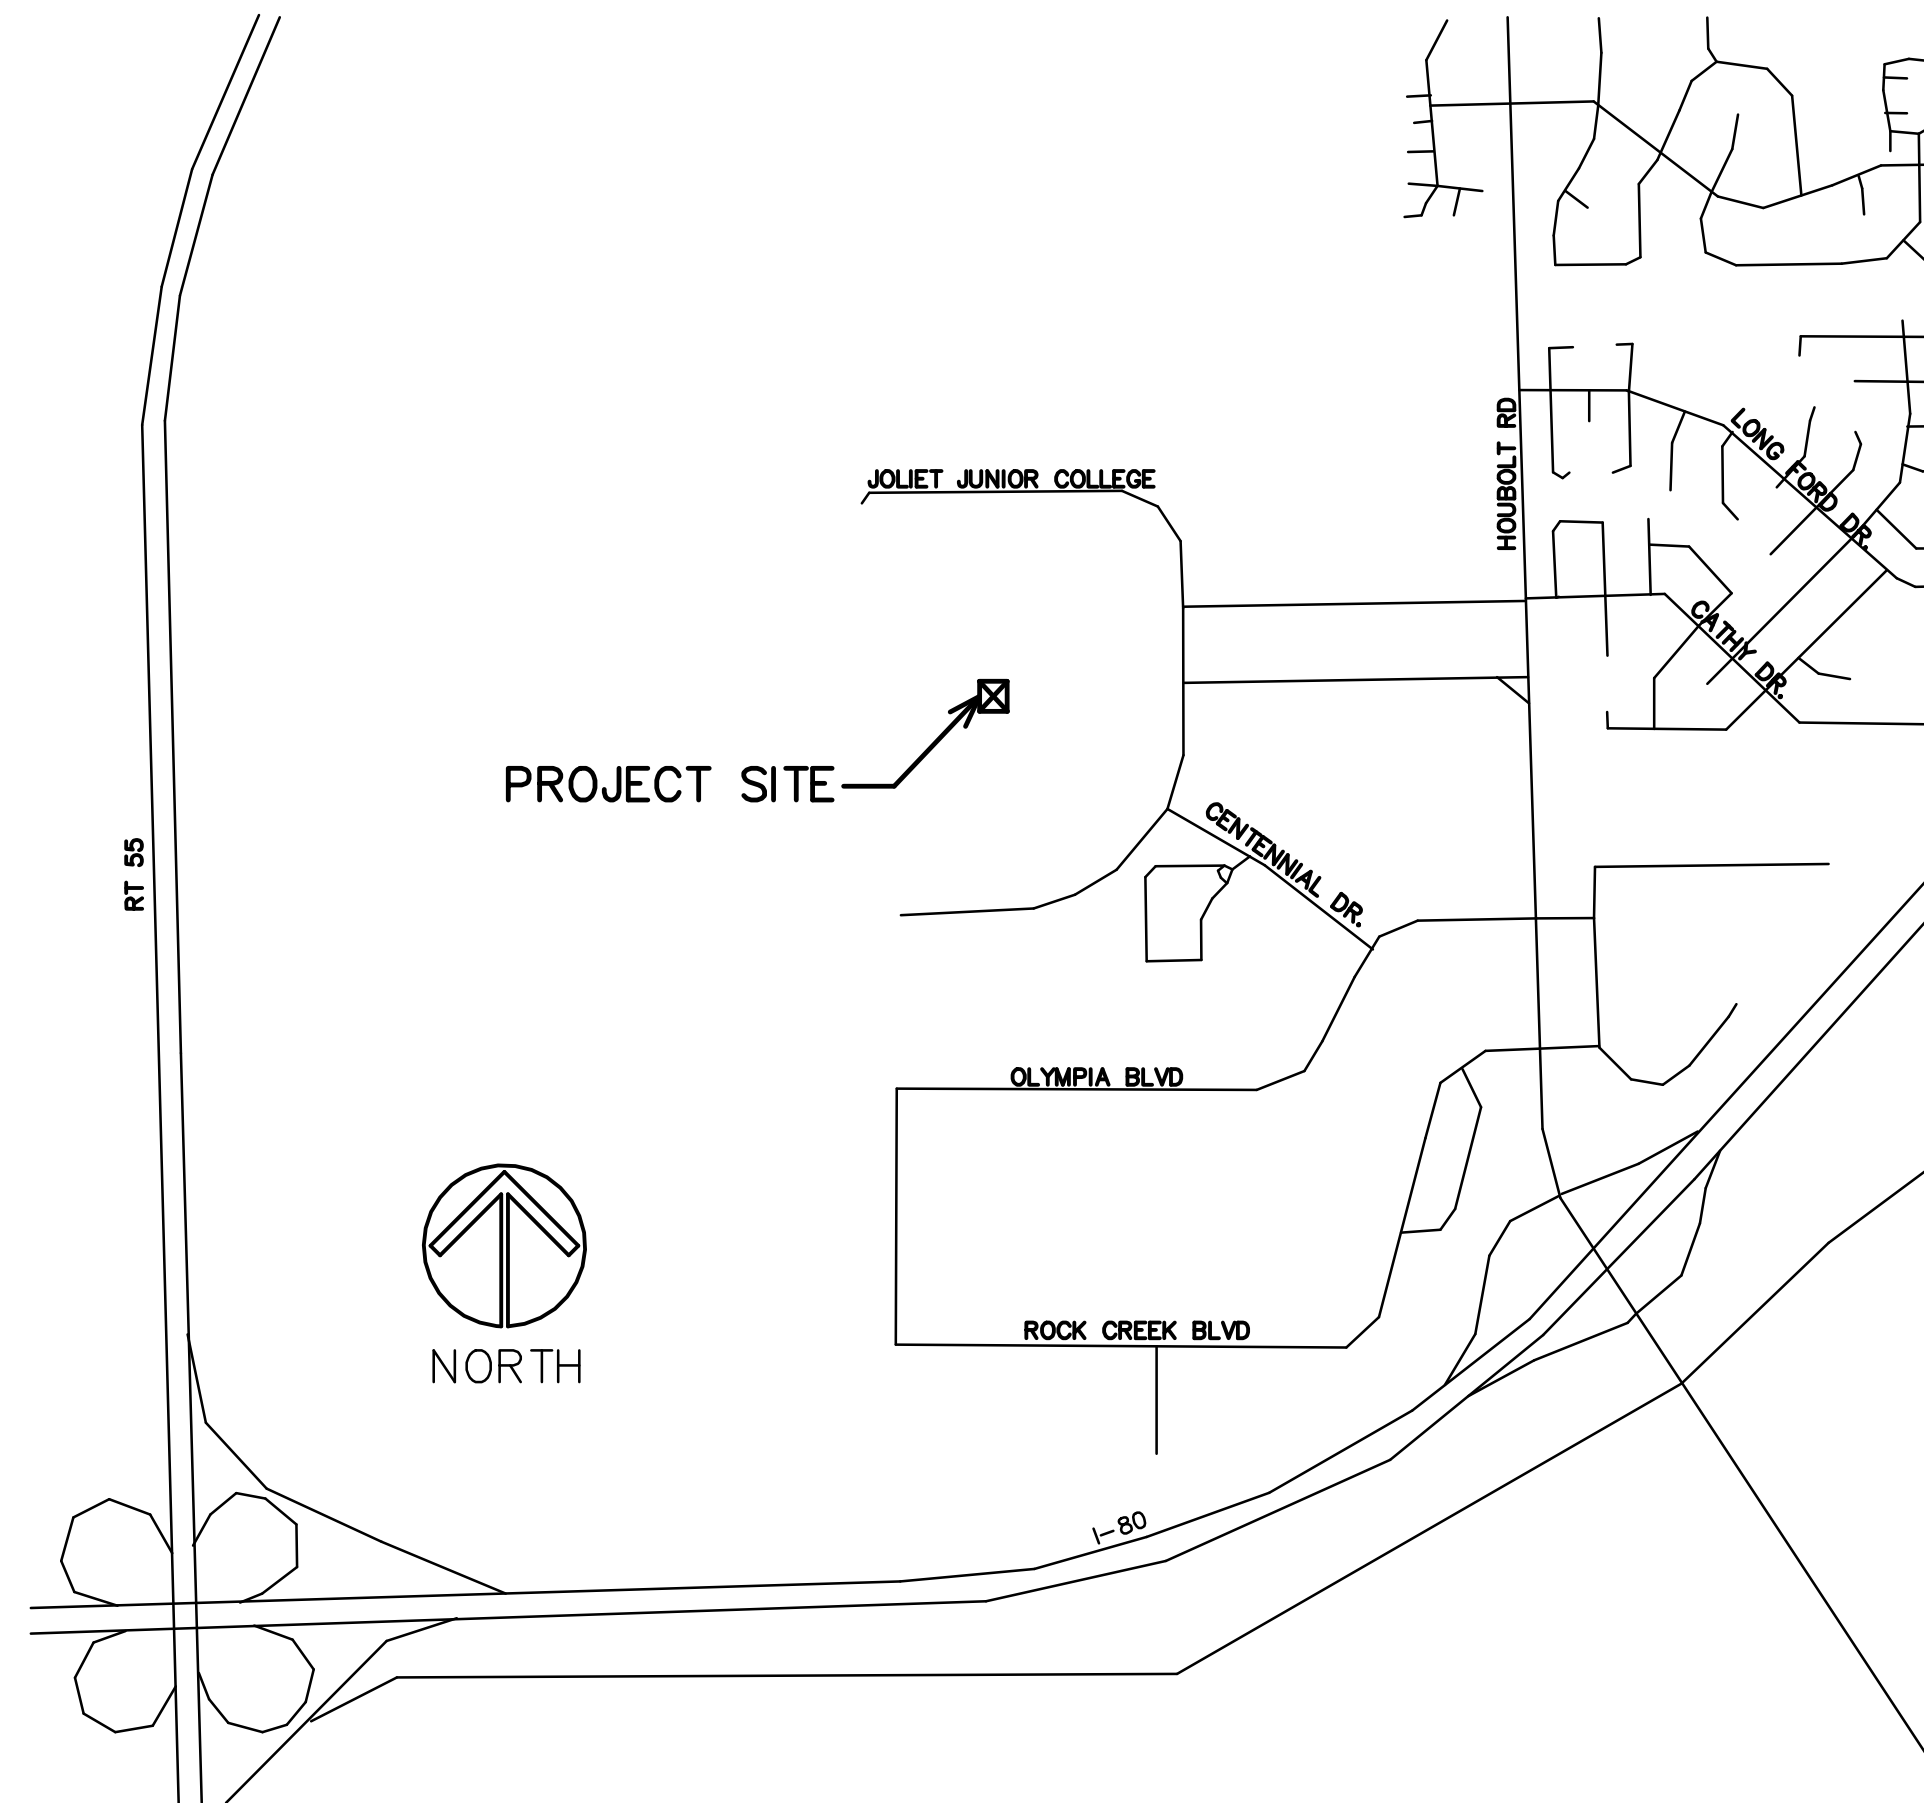 HOUBOLT RD
LONG FORD DR.
JOLIET JUNIOR COLLEGE
CATHY DR.
PROJECT SITE
CENTENNIAL DR.
RT 55
OLYMPIA BLVD
ROCK CREEK BLVD
NORTH
I-80